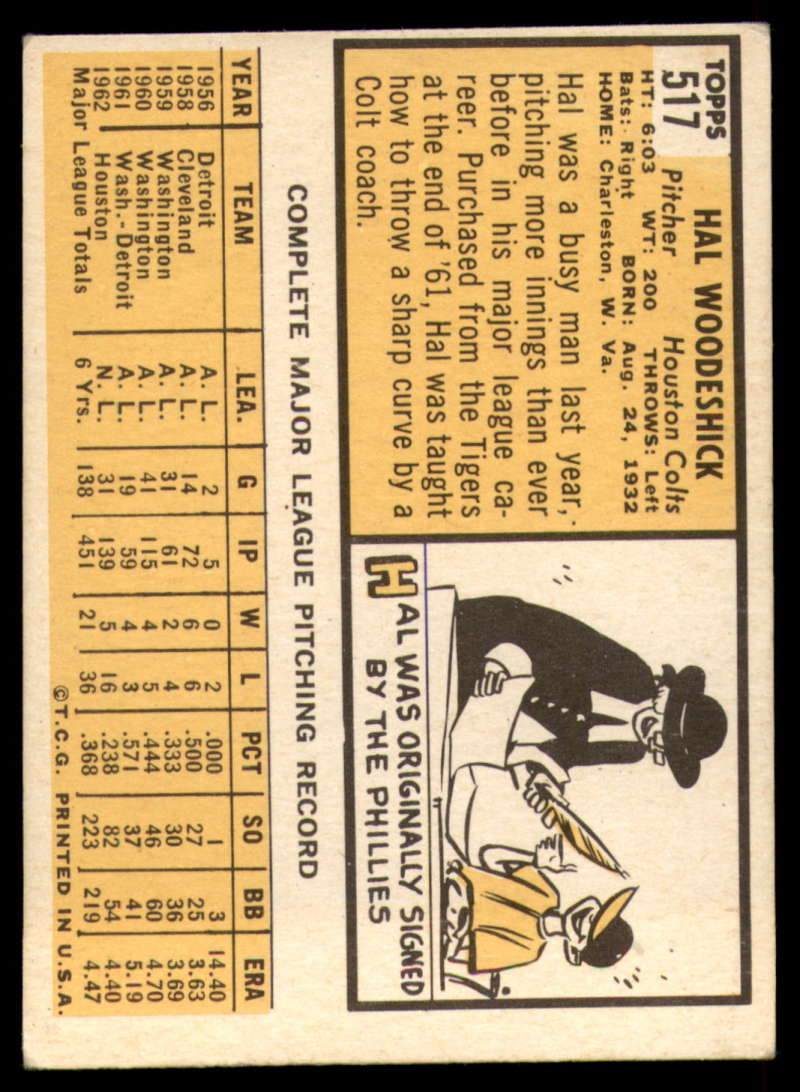 TOPPS
517
HAL WOODESHICK
Pitcher Houston Colts
HT: 6:03 WT: 200 THROWS: Left
Bats: Right BORN: Aug. 24, 1932
HOME: Charleston, W. Va.
Hal was a busy man last year,
pitching more innings than ever
before in his major league ca-
reer. Purchased from the Tigers
at the end of '61, Hal was taught
how to throw a sharp curve by a
Colt coach.
HAL WAS ORIGINALLY SIGNED
BY THE PHILLIES
COMPLETE MAJOR LEAGUE PITCHING RECORD
YEAR TEAM LEA. G IP W L PCT SO BB ERA
1956 Detroit A. L. 2 5 0 2 .000 1 3 14.40
1958 Cleveland A. L. 14 72 6 6 .500 27 25 3.63
1959 Washington A. L. 31 61 2 4 .333 30 36 3.69
1960 Washington A. L. 41 115 4 5 .444 46 60 4.70
1961 Wash.-Detroit A. L. 19 59 4 3 .571 37 41 5.19
1962 Houston N. L. 31 139 5 16 .238 82 54 4.40
Major League Totals 6 Yrs. 138 451 21 36 .368 223 219 4.47
©T.C.G. PRINTED IN U.S.A.